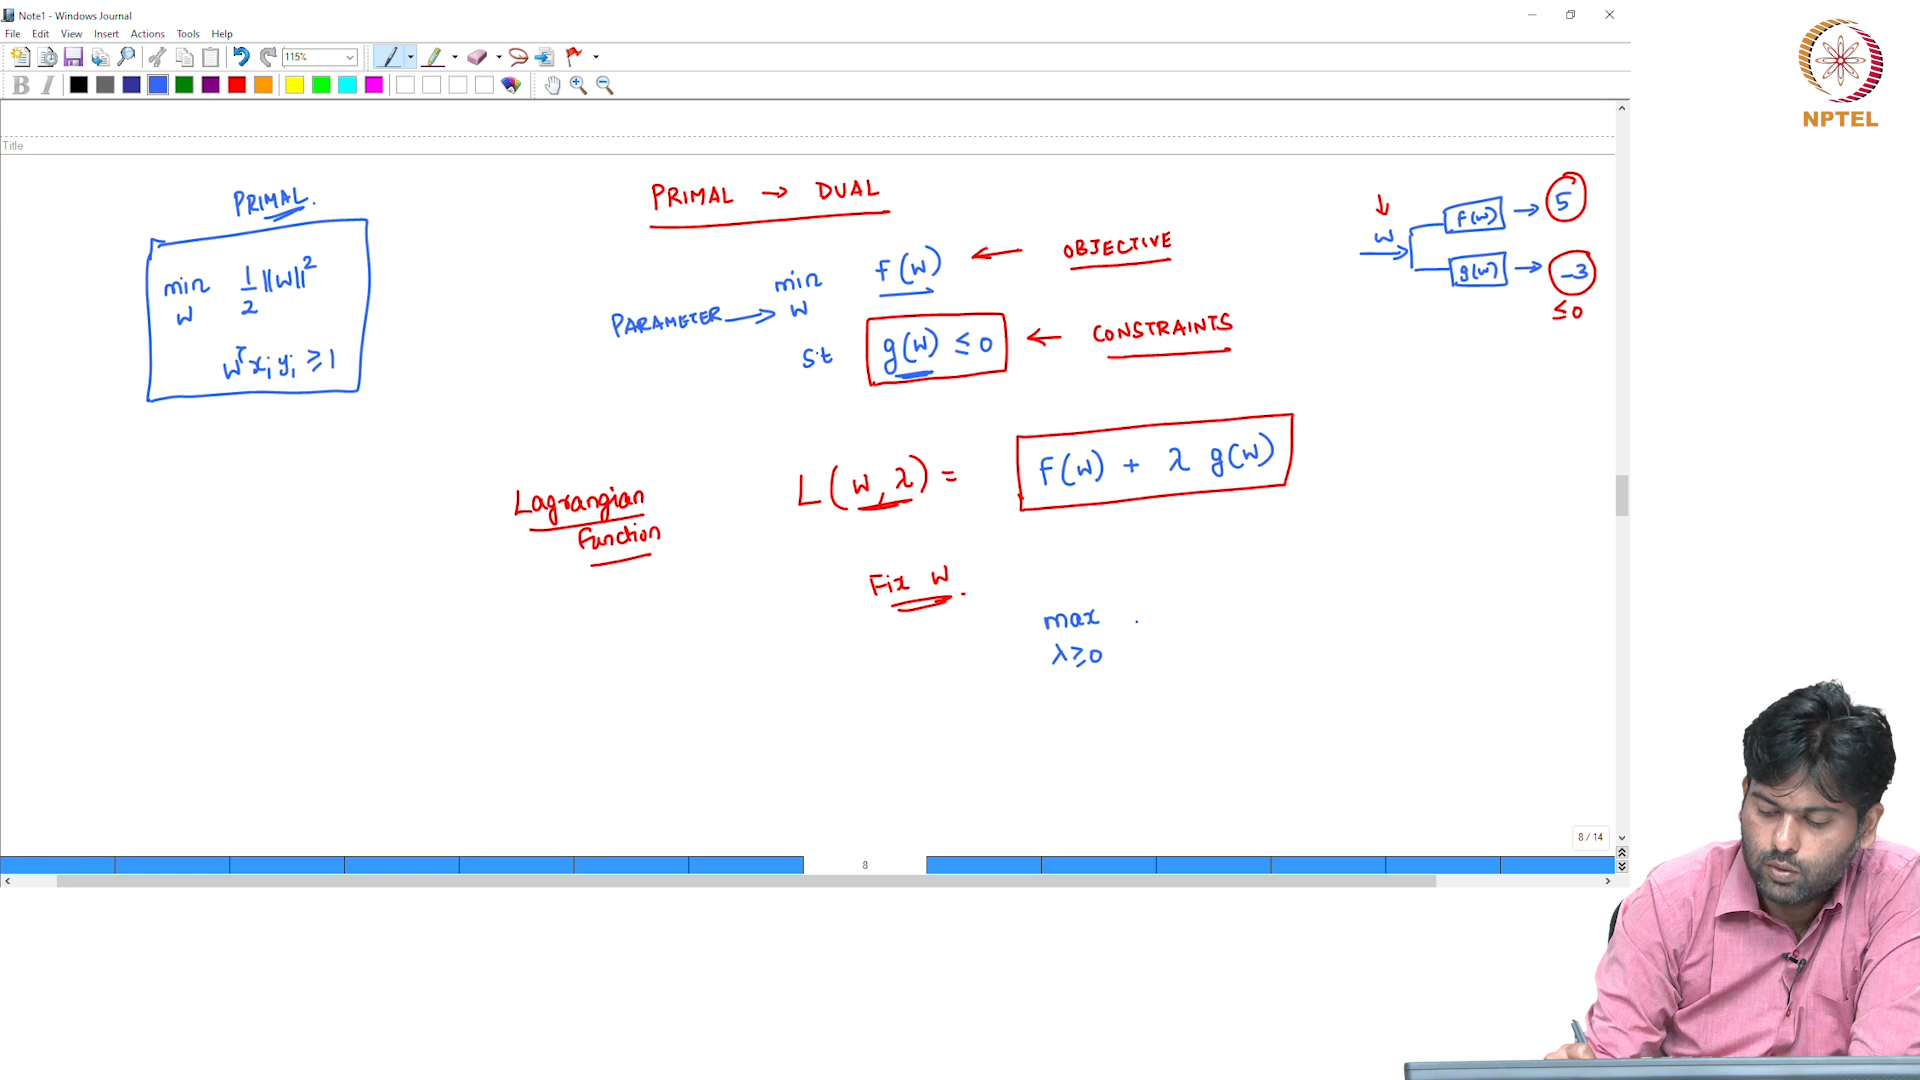 Note1 - Windows Journal
File Edit View Insert Actions Tools Help
115%
B I
Title
PRIMAL.
min 1/2 ||w||²
w
wᵀxᵢyᵢ ≥ 1
PRIMAL → DUAL
min f(w) ← OBJECTIVE
PARAMETER → w
s.t g(w) ≤ 0 ← CONSTRAINTS
w f(w) → 5
g(w) → -3
≤ 0
Lagrangian
Function
L(w, λ) = f(w) + λ g(w)
Fix w.
max
λ ≥ 0
8 / 14
8
NPTEL